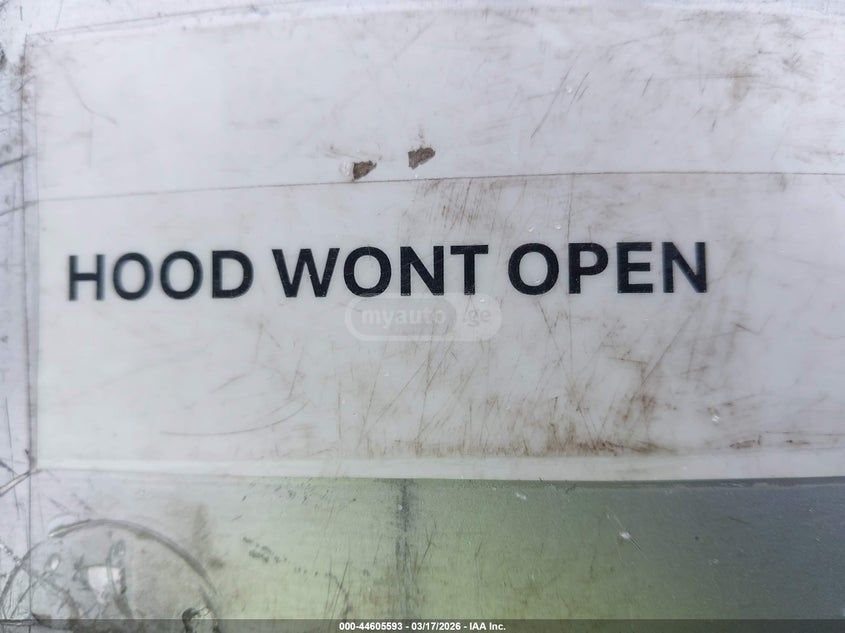 HOOD WONT OPEN
myauto.ge
000-44605593 - 03/17/2026 - IAA Inc.